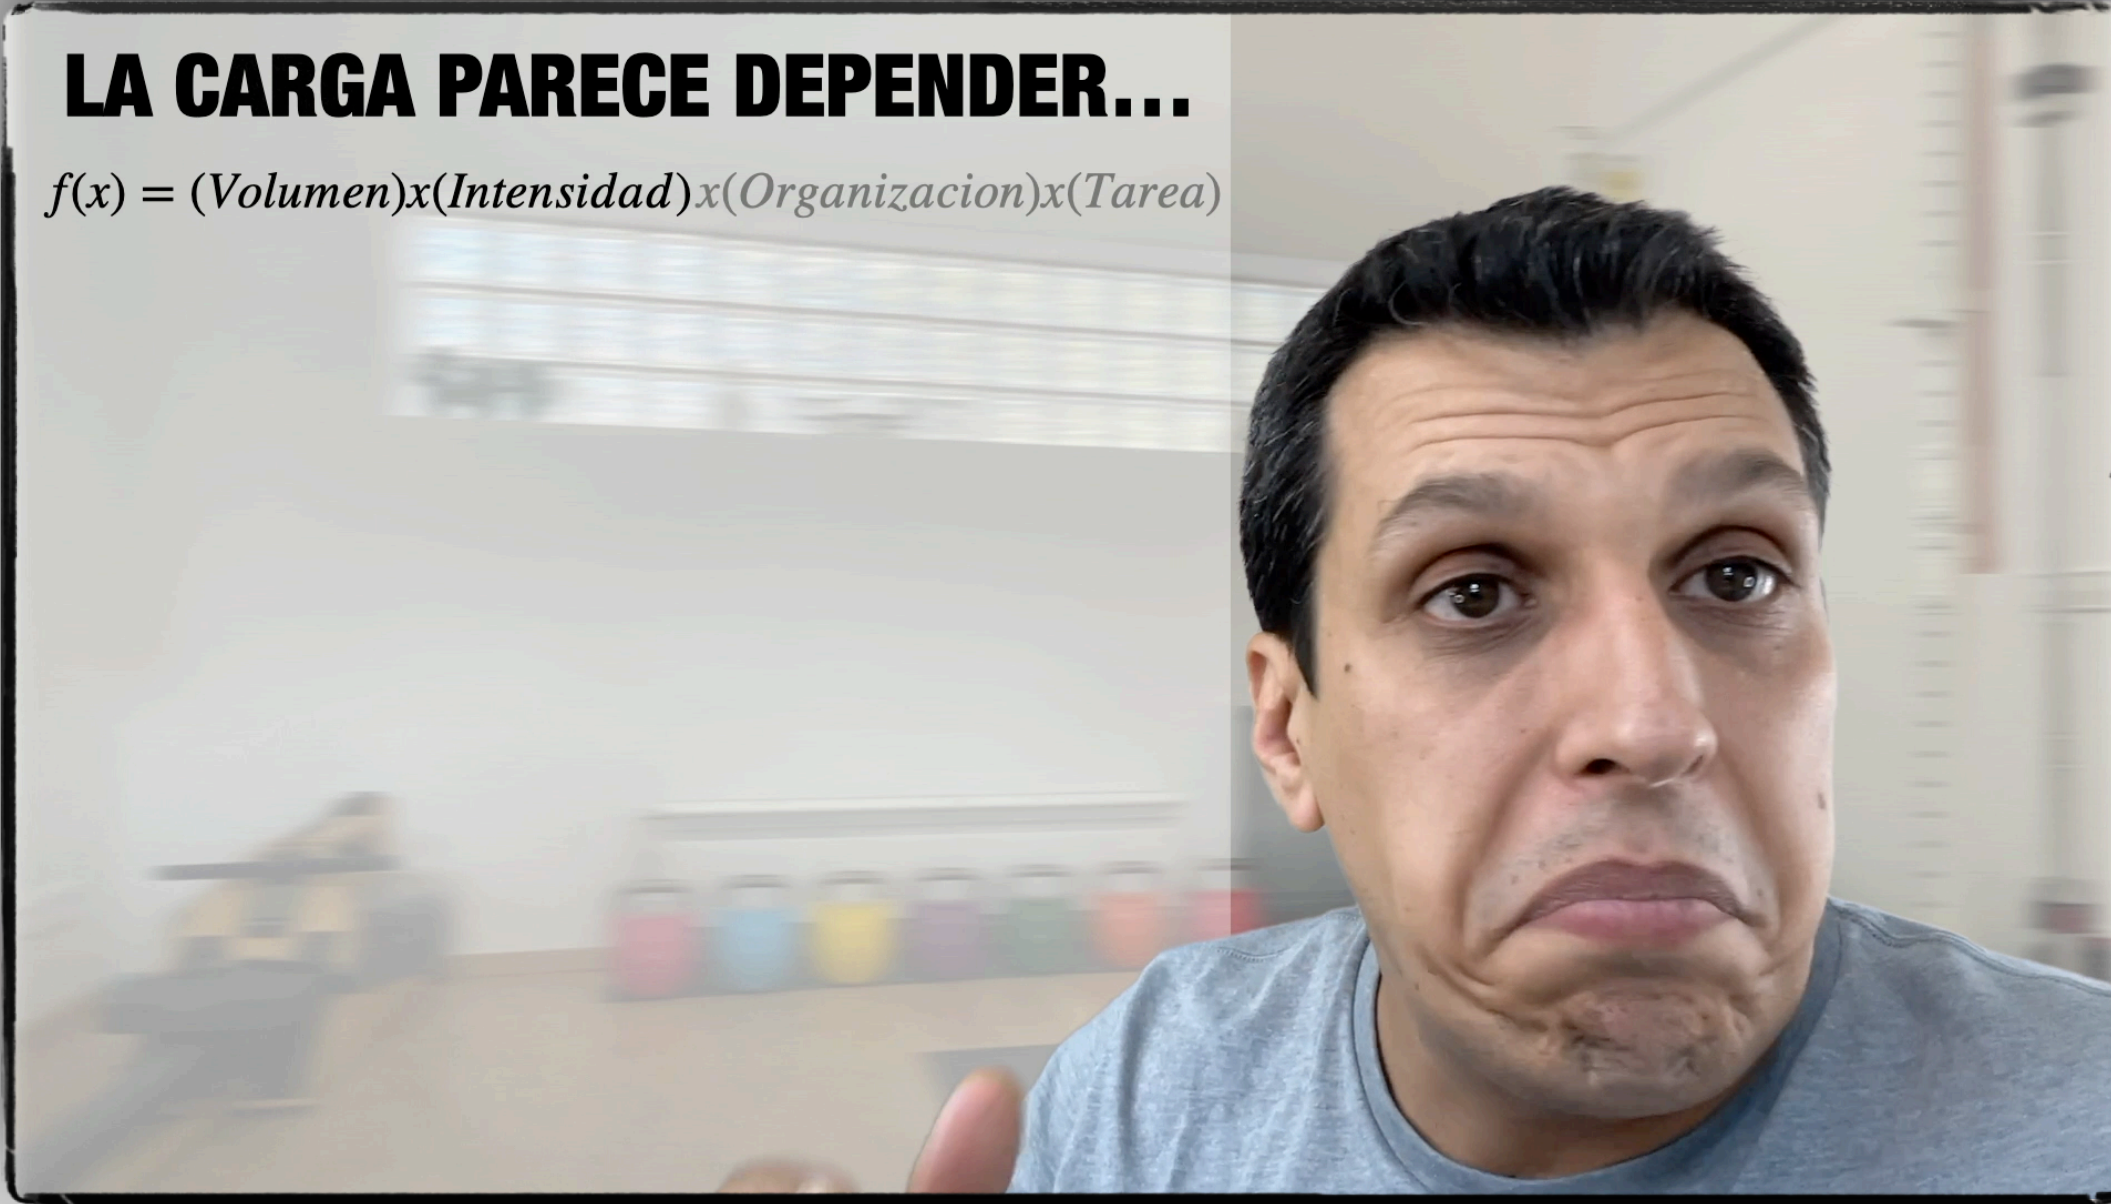 LA CARGA PARECE DEPENDER...
f(x) = (Volumen)x(Intensidad)x(Organizacion)x(Tarea)